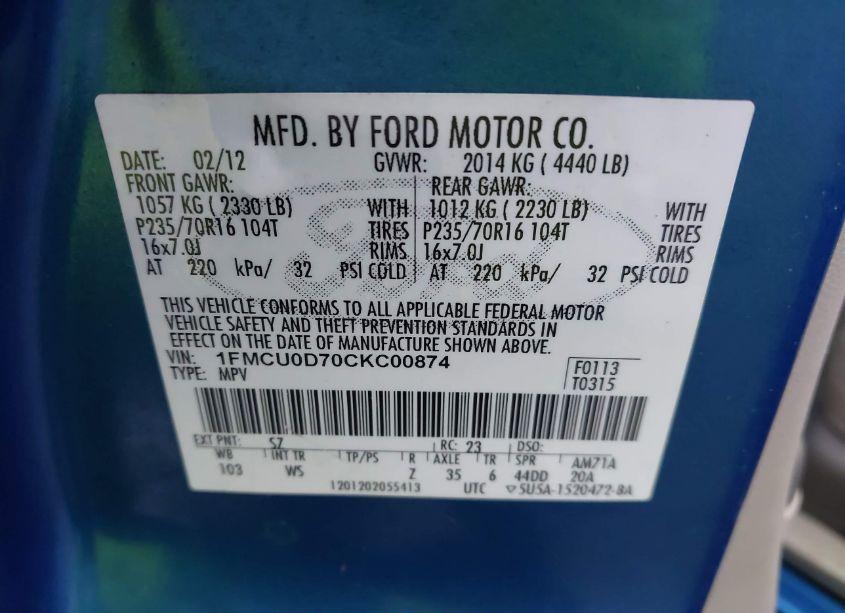 MFD. BY FORD MOTOR CO.
DATE: 02/12 GVWR: 2014 KG ( 4440 LB)
FRONT GAWR: REAR GAWR:
1057 KG ( 2330 LB) WITH 1012 KG ( 2230 LB) WITH
P235/70R16 104T TIRES P235/70R16 104T TIRES
16x7.0J RIMS 16x7.0J RIMS
AT 220 kPa/ 32 PSI COLD AT 220 kPa/ 32 PSI COLD
THIS VEHICLE CONFORMS TO ALL APPLICABLE FEDERAL MOTOR
VEHICLE SAFETY AND THEFT PREVENTION STANDARDS IN
EFFECT ON THE DATE OF MANUFACTURE SHOWN ABOVE.
VIN: 1FMCU0D70CKC00874 F0113
TYPE: MPV T0315
EXT PNT: SZ RC: 23 DSO:
WB INT TR TP/PS R AXLE TR SPR AM71A
103 WS Z 35 6 44DD 20A
1201202055413 UTC ▽5U5A-1520472-BA
Ford